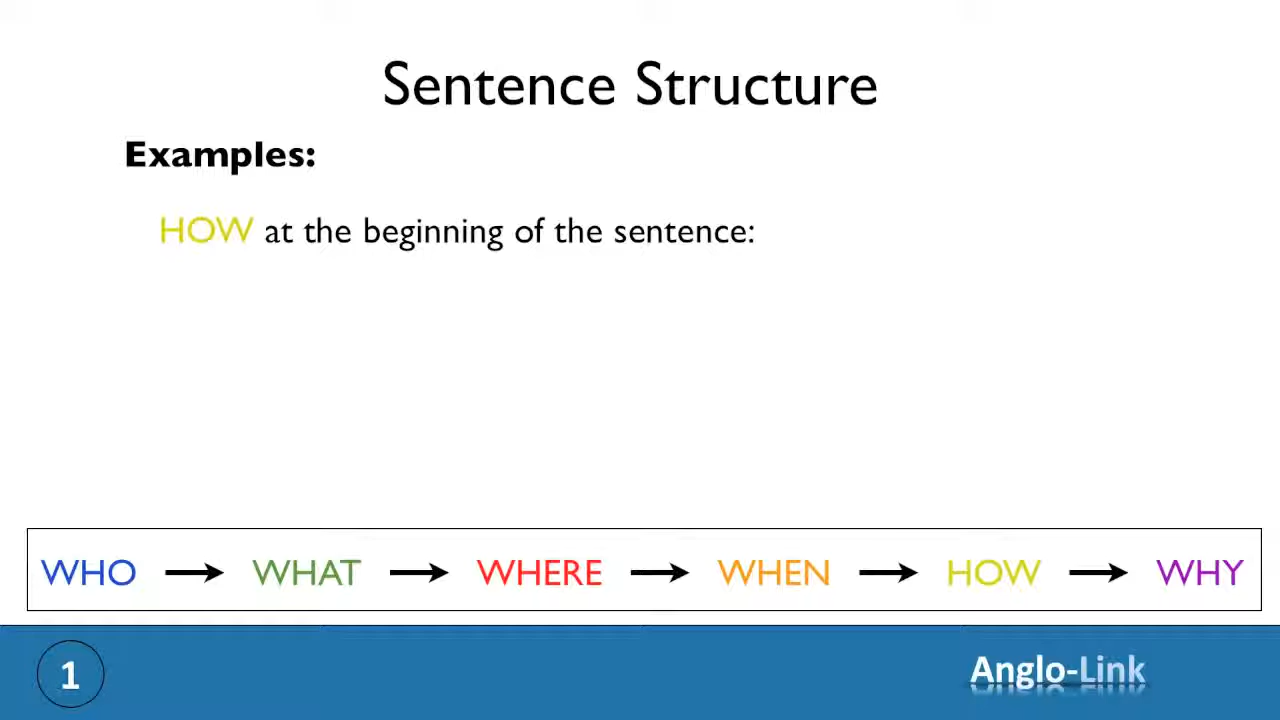 Sentence Structure
Examples:
HOW at the beginning of the sentence:
WHO → WHAT → WHERE → WHEN → HOW → WHY
1
Anglo-Link